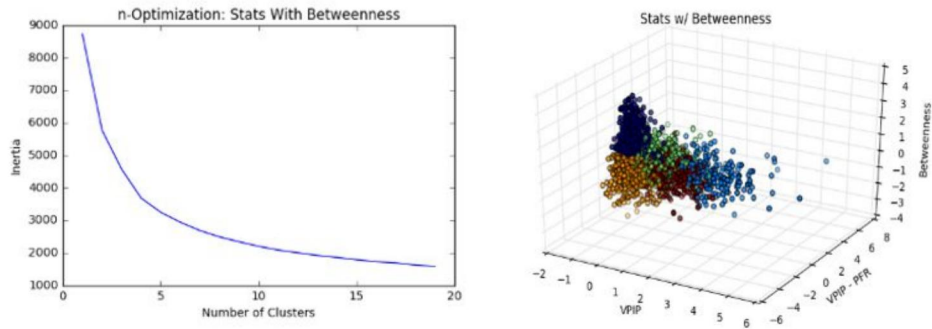 n-Optimization: Stats With Betweenness
9000
8000
7000
6000
5000
4000
3000
2000
1000
Inertia
0 5 10 15 20
Number of Clusters
Stats w/ Betweenness
5
4
3
2
1
0
−1
−2
−3
−4
Betweenness
−2 −1 0 1 2 3 4 5 6
VPIP
−6 −4 −2 0 2 4 6 8
VPIP - PFR